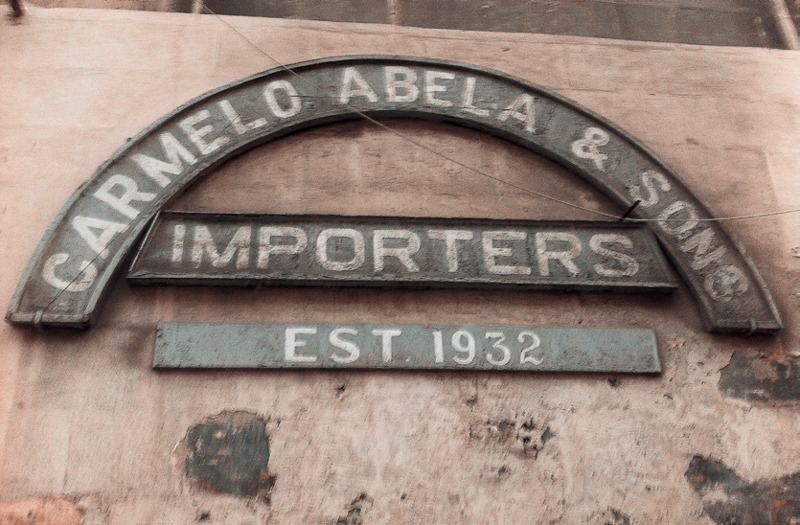 CARMELO ABELA & SONS
IMPORTERS
EST. 1932